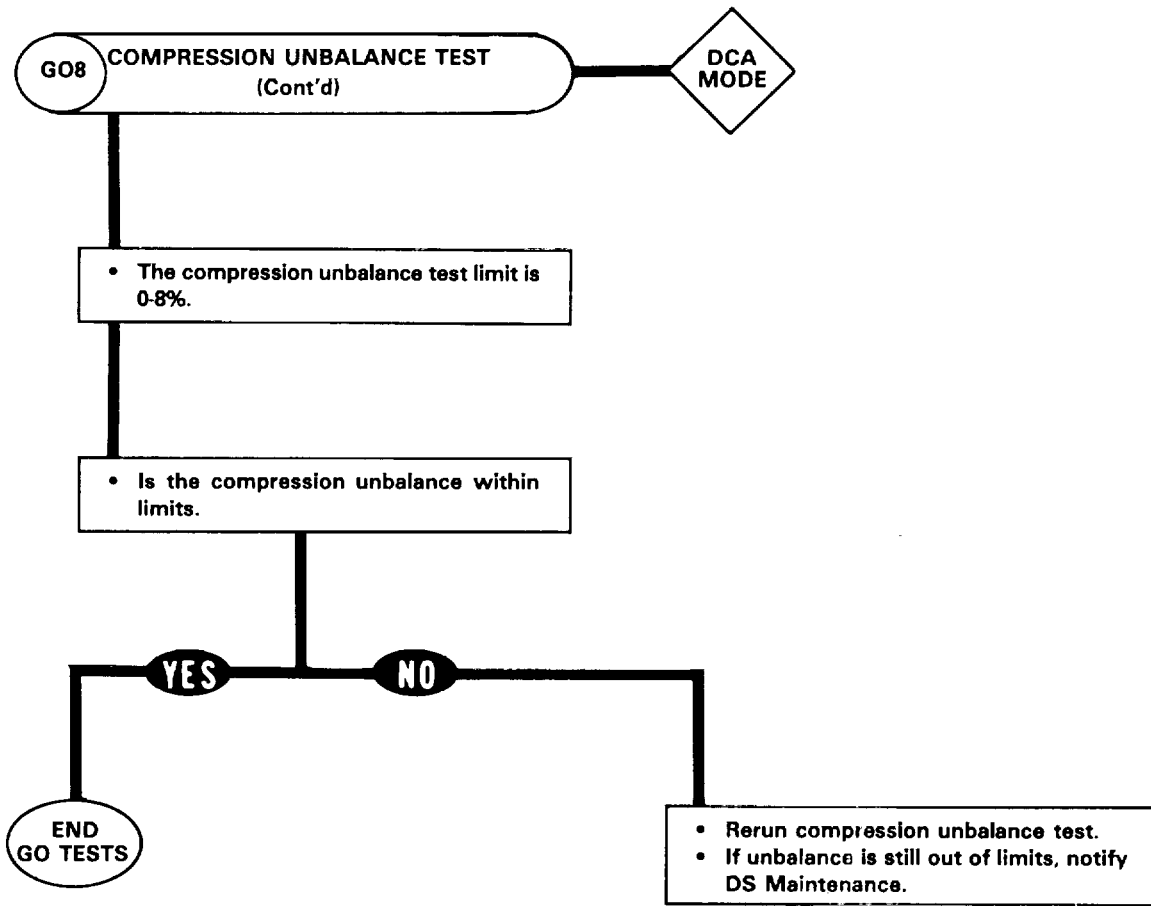 GO8
COMPRESSION UNBALANCE TEST
(Cont'd)
DCA
MODE
• The compression unbalance test limit is
0-8%.
• Is the compression unbalance within
limits.
YES
NO
END
GO TESTS
• Rerun compression unbalance test.
• If unbalance is still out of limits, notify
DS Maintenance.